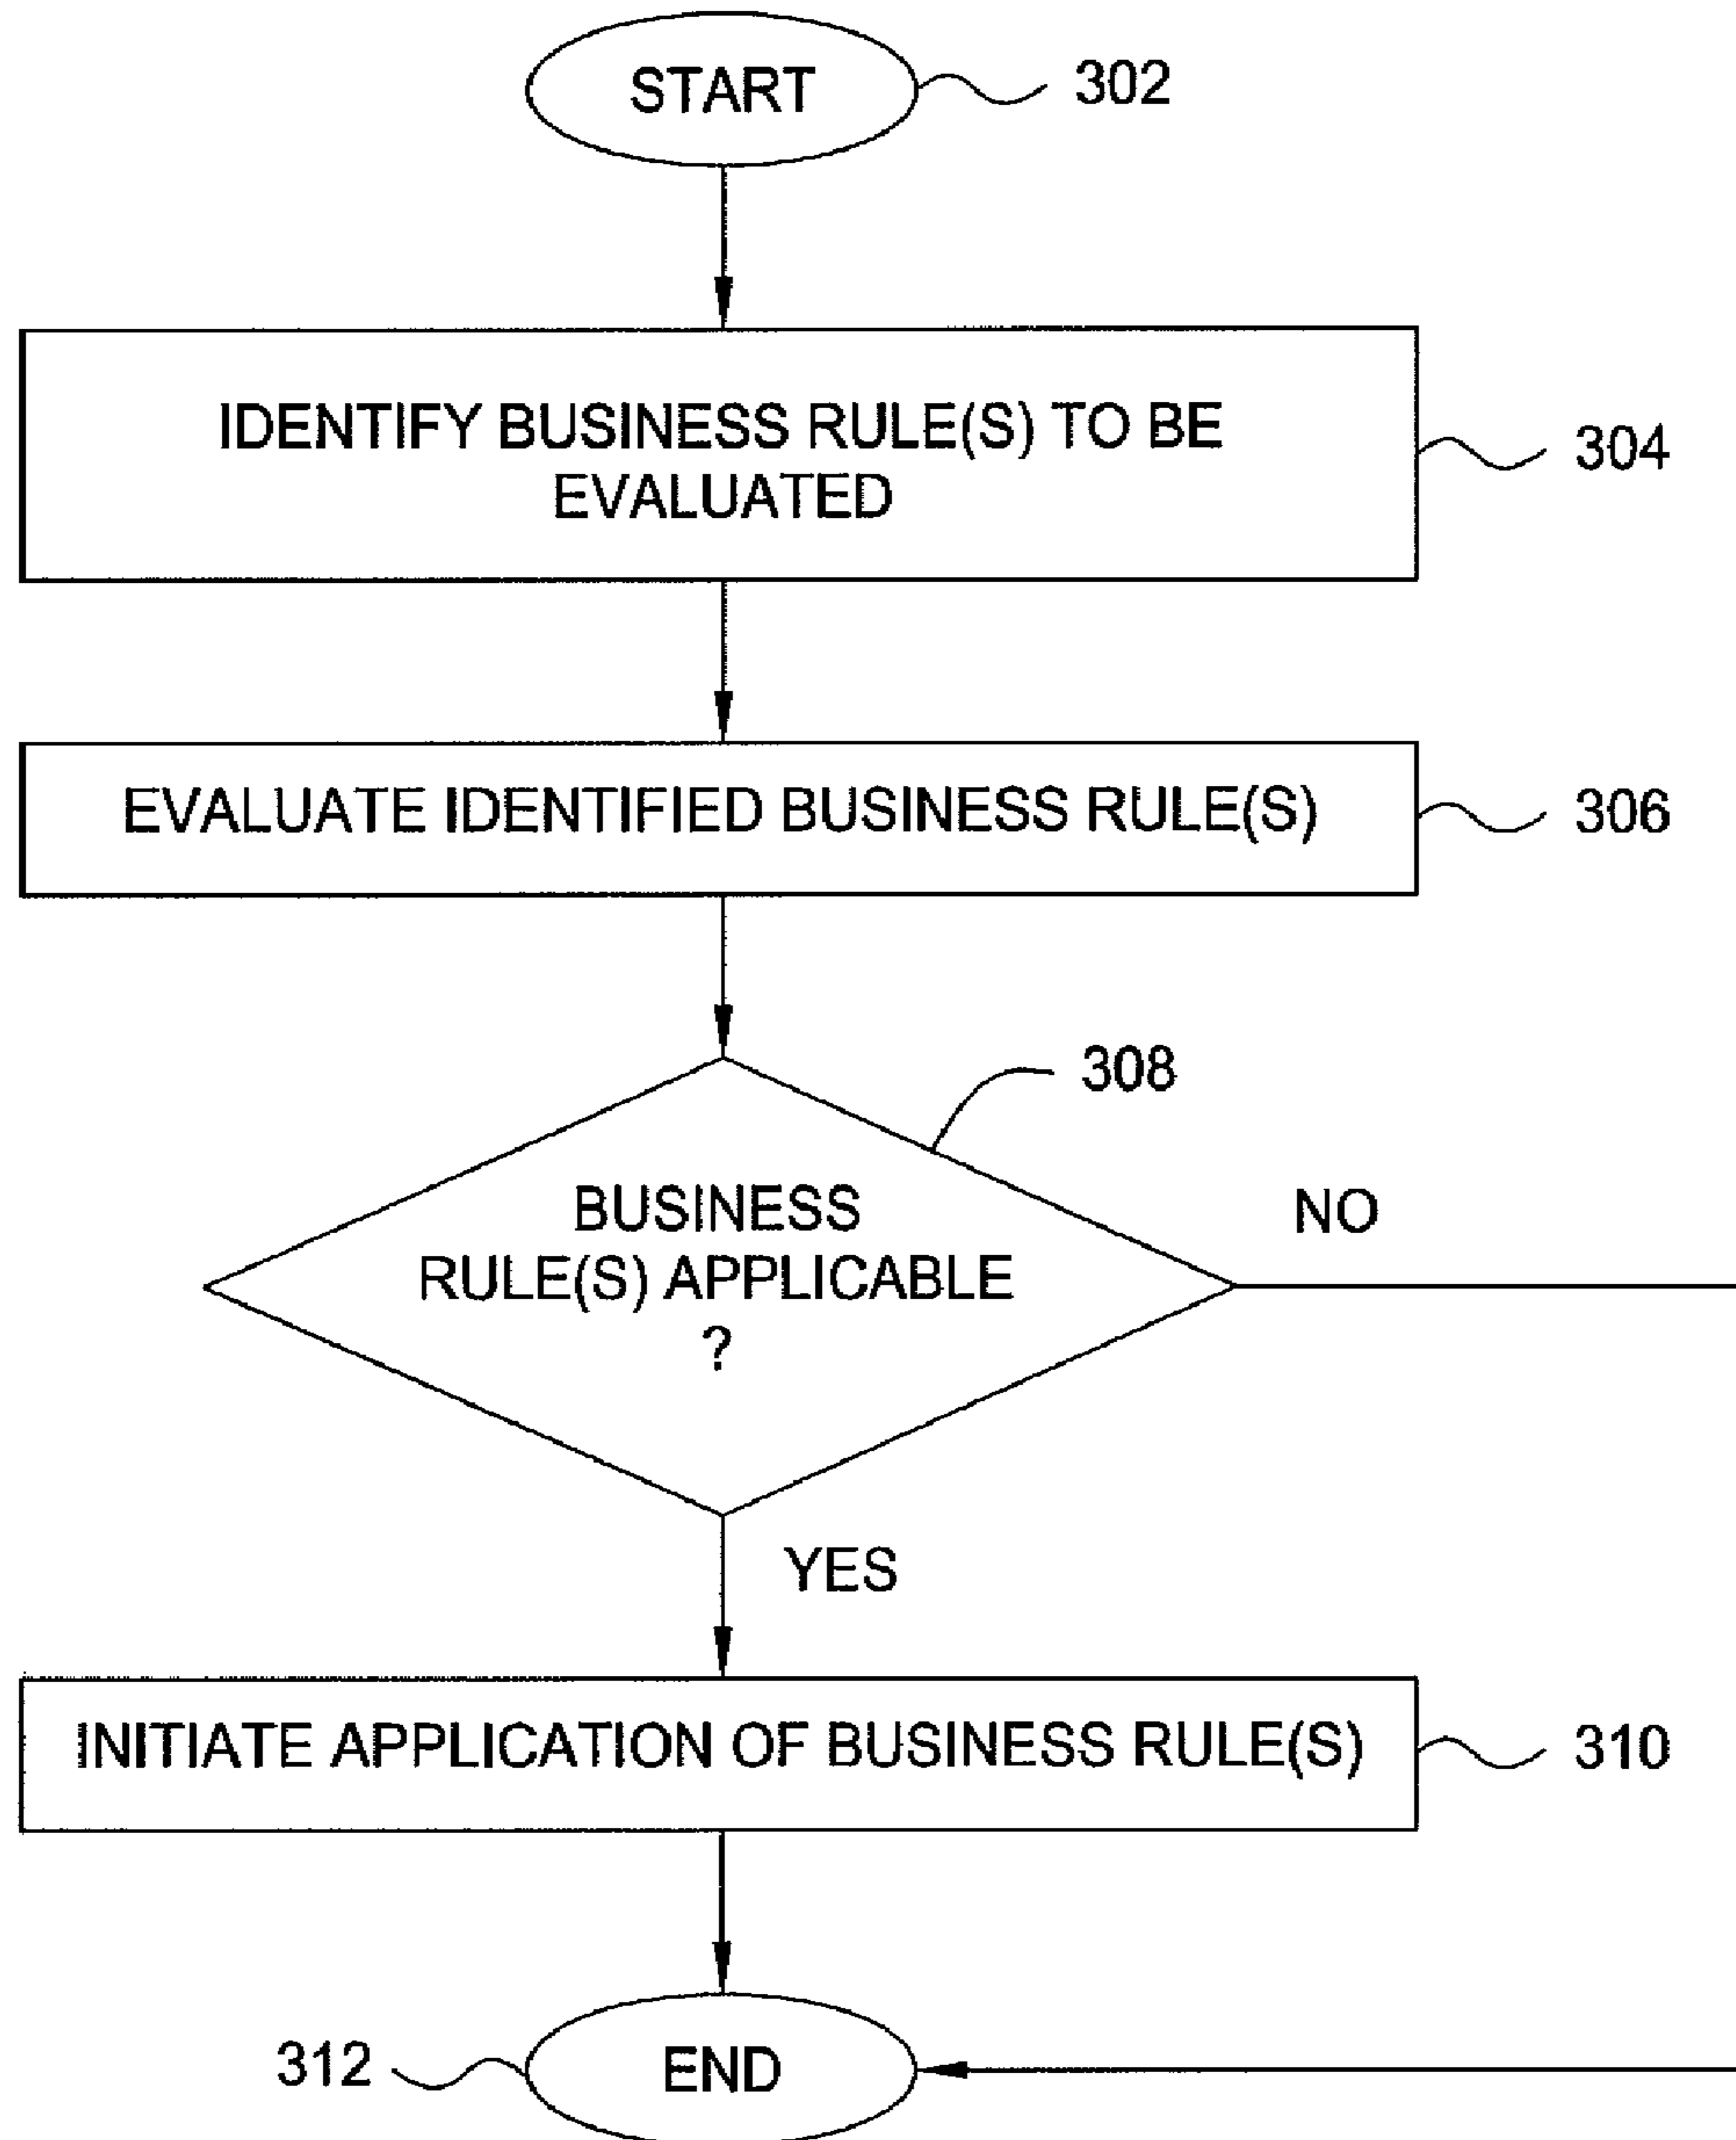 START
302
IDENTIFY BUSINESS RULE(S) TO BE
EVALUATED
304
EVALUATE IDENTIFIED BUSINESS RULE(S)
306
308
BUSINESS
RULE(S) APPLICABLE
?
NO
YES
INITIATE APPLICATION OF BUSINESS RULE(S)
310
312
END